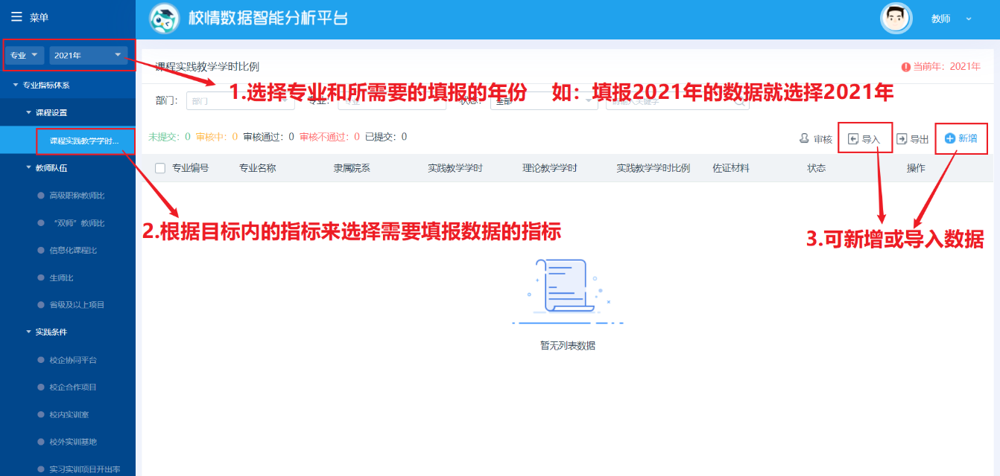 菜单
校情数据智能分析平台
教师
专业
2021年
课程实践教学学时比例
当前年：2021年
1.选择专业和所需要的填报的年份 如：填报2021年的数据就选择2021年
部门：
部门
专业：
专业
状态：
全部
未提交：0 审核中：0 审核通过：0 审核不通过：0 已提交：0
审核
导入
导出
新增
专业编号 专业名称 隶属院系 实践教学学时 理论教学学时 实践教学学时比例 佐证材料 状态 操作
2.根据目标内的指标来选择需要填报数据的指标
3.可新增或导入数据
暂无列表数据
专业指标体系
课程设置
课程实践教学学时...
教师队伍
高级职称教师比
“双师”教师比
信息化课程比
生师比
省级及以上项目
实践条件
校企协同平台
校企合作项目
校内实训室
校外实训基地
实习实训项目开出率